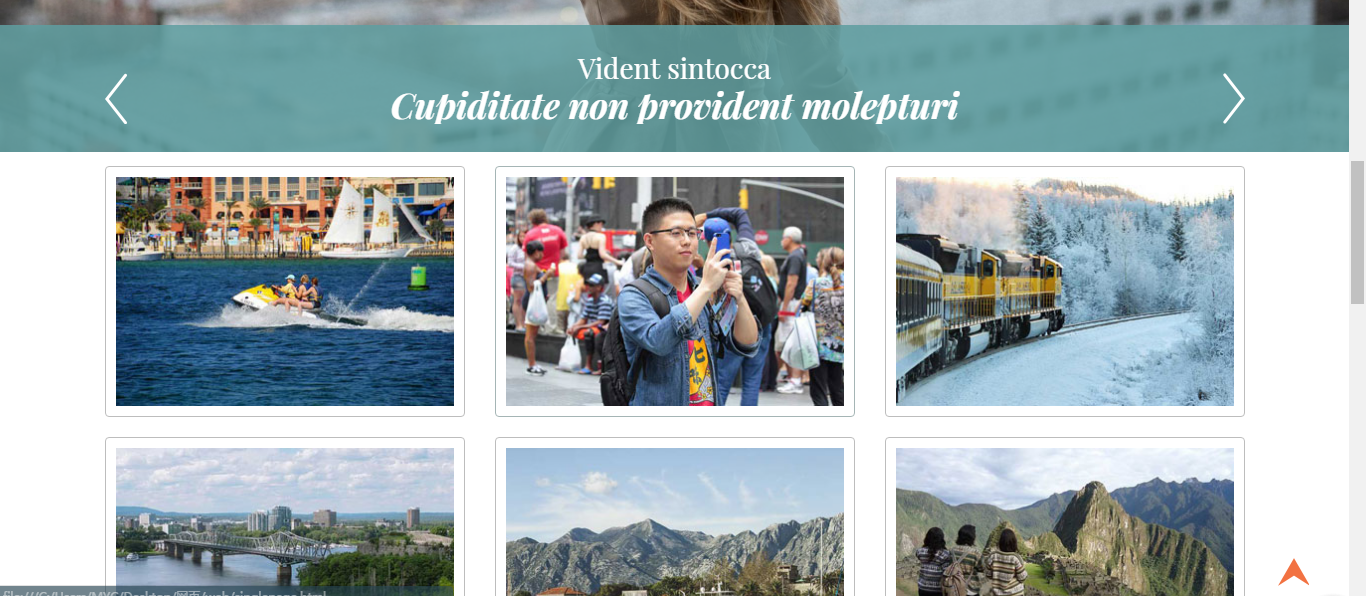 Vident sintocca
Cupiditate non provident molepturi